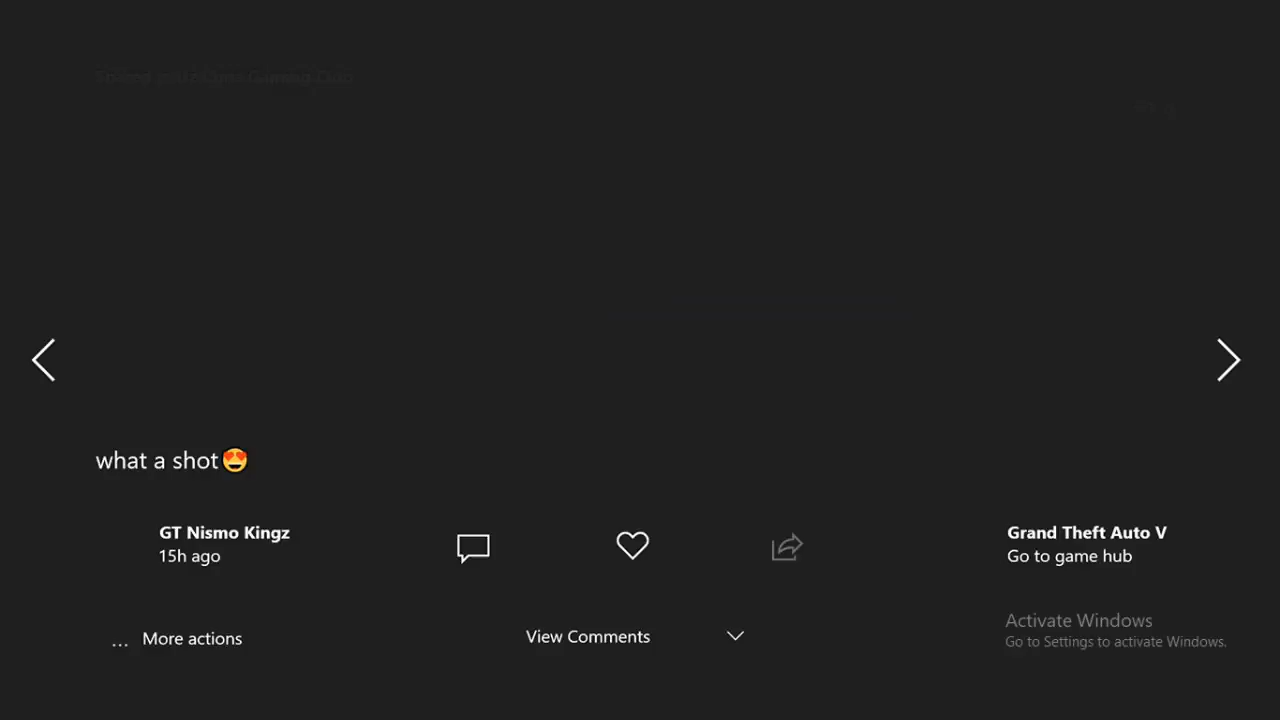 what a shot😍
GT Nismo Kingz
15h ago
Grand Theft Auto V
Go to game hub
... More actions
View Comments
Activate Windows
Go to Settings to activate Windows.